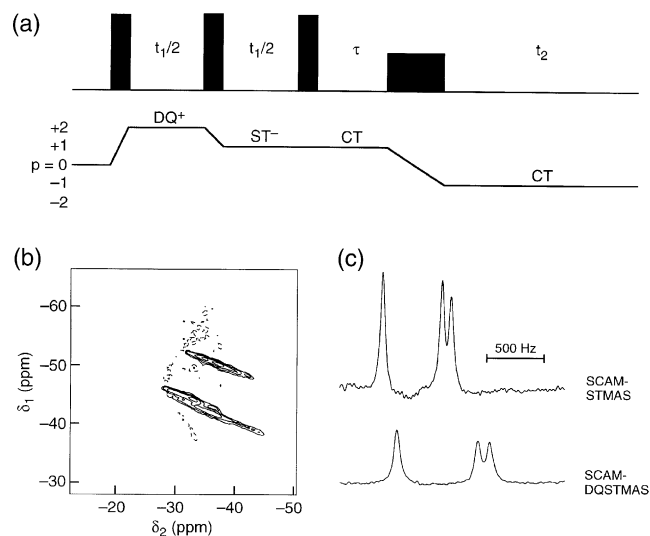 (a)
t1/2 t1/2 τ t2
DQ+
+2
ST– CT
+1
p = 0
–1
CT
–2
(b)
(c)
–60
–50
500 Hz
δ1 (ppm)
SCAM-
STMAS
–40
–30
SCAM-
DQSTMAS
–20 –30 –40 –50
δ2 (ppm)